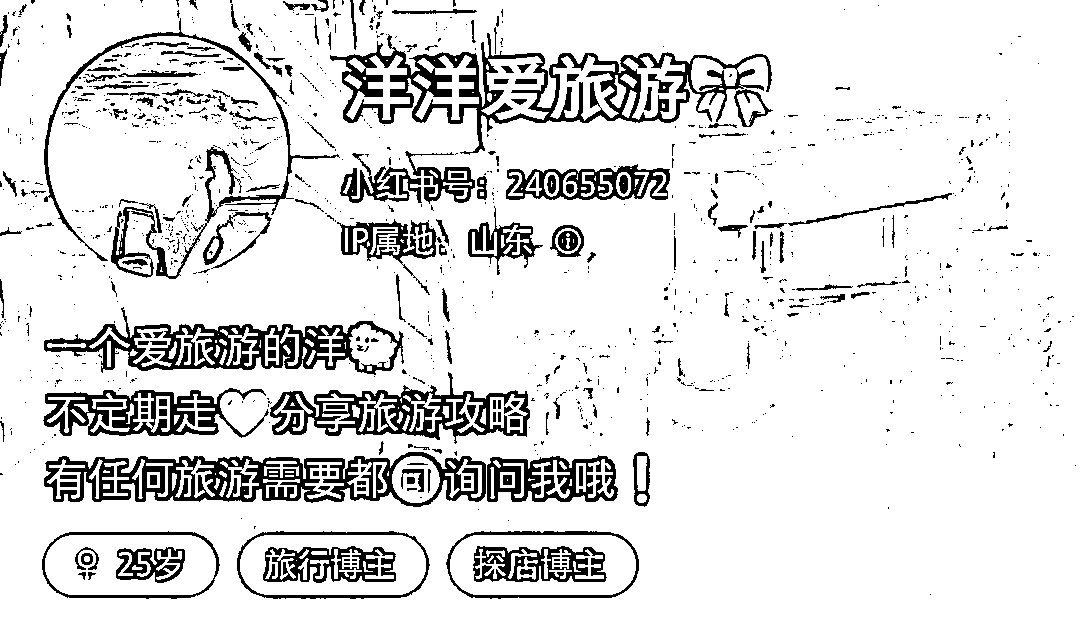 洋洋爱旅游🎀
小红书号：240655072
IP属地：山东
一个爱旅游的洋🐑
不定期走♥分享旅游攻略
有任何旅游需要都🉑询问我哦❗
♀ 25岁
旅行博主
探店博主